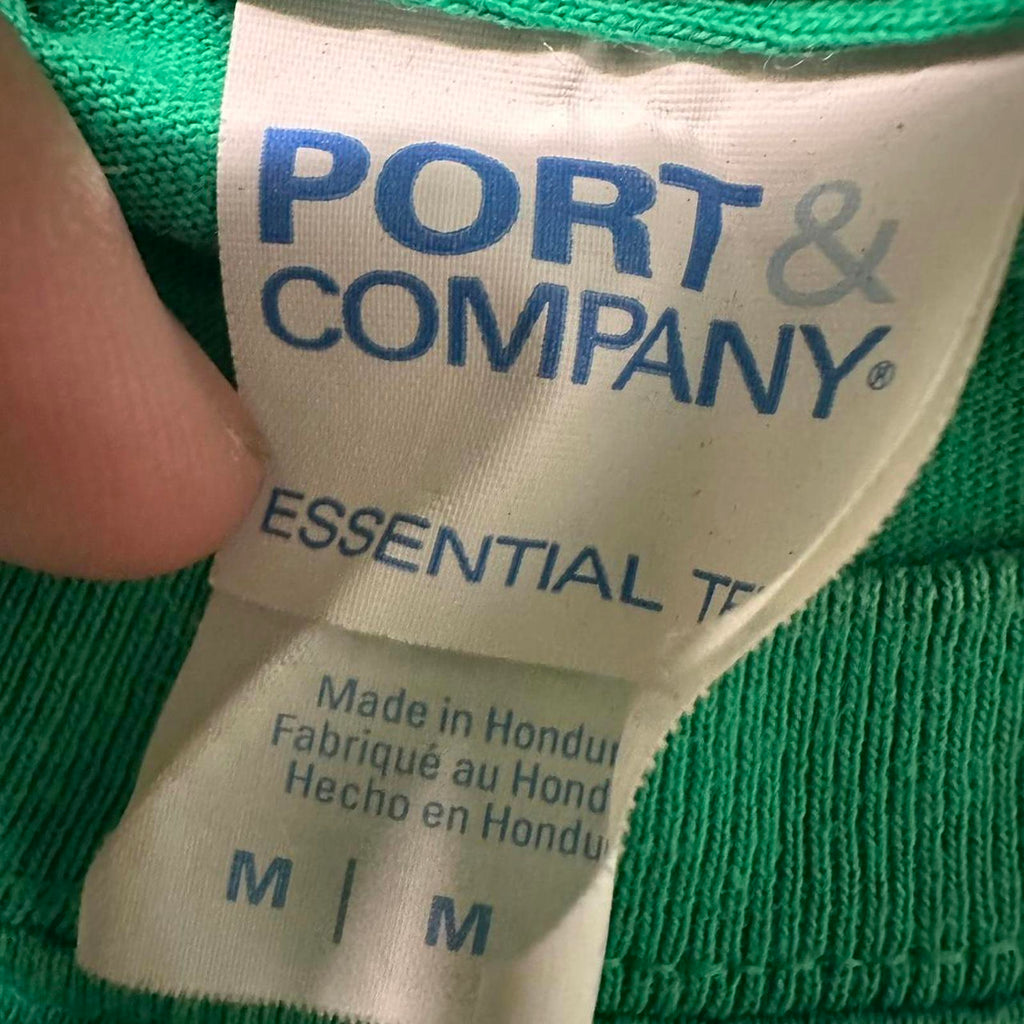 PORT &
COMPANY®
ESSENTIAL
Made in
Fabriqué au
Hecho en
M | M